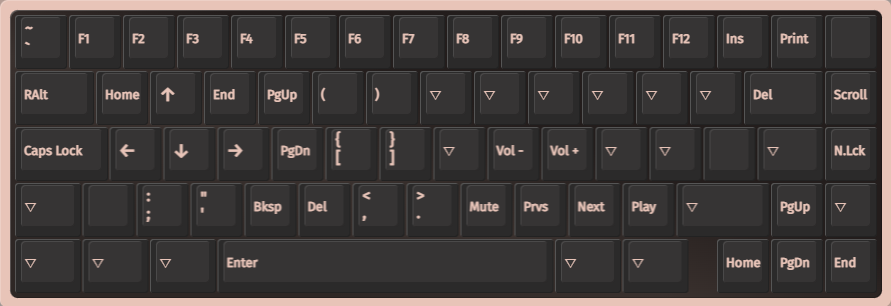 ~
` F1 F2 F3 F4 F5 F6 F7 F8 F9 F10 F11 F12 Ins Print
RAlt Home ↑ End PgUp ( ) ▽ ▽ ▽ ▽ ▽ ▽ Del Scroll
Caps Lock ← ↓ → PgDn { } ▽ Vol - Vol + ▽ ▽ ▽ N.Lck
[ ]
▽ : " Bksp Del < > Mute Prvs Next Play ▽ PgUp ▽
; ' , .
▽ ▽ ▽ Enter ▽ ▽ Home PgDn End